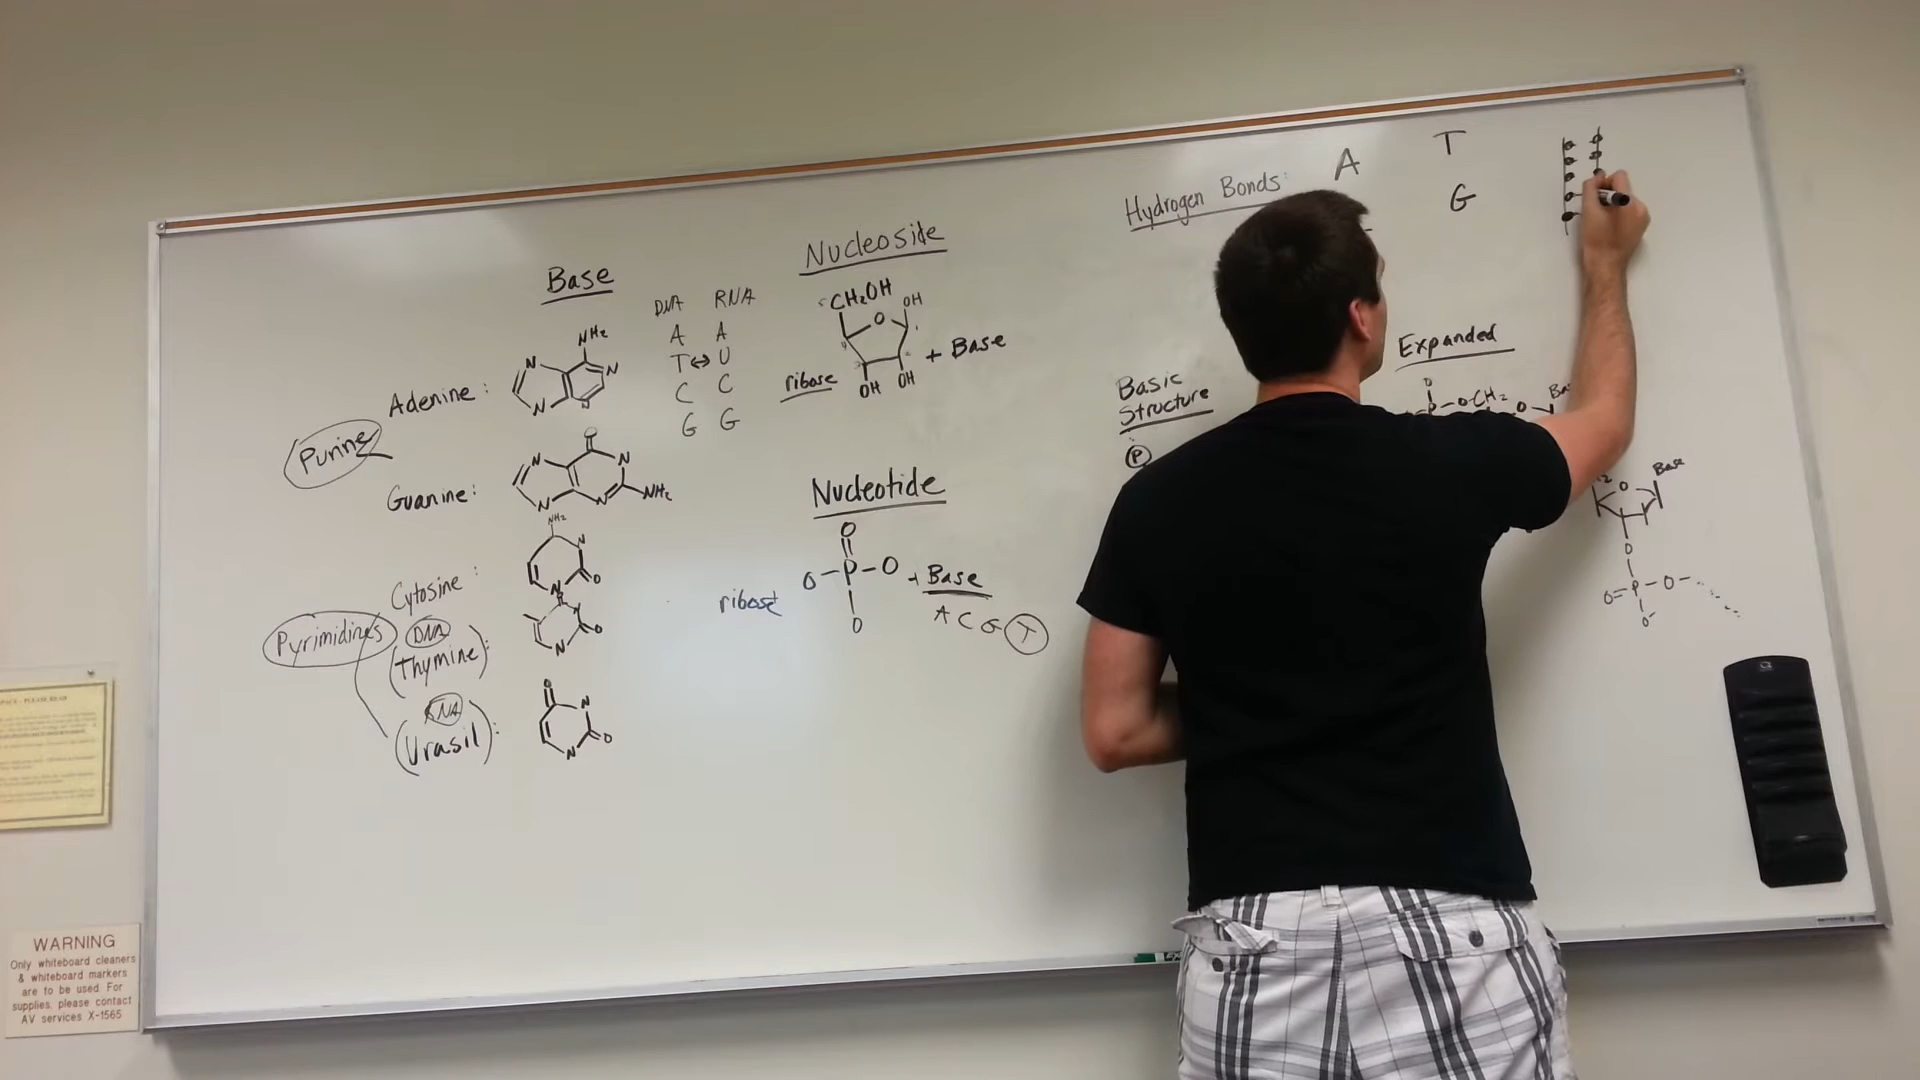 Base
DNA RNA
A A
T ↔ U
C C
G G
Adenine:
NH2
N N
N N
Purine
Guanine:
O
N N
N N NH2
Cytosine:
NH2
N
N O
Pyrimidines
DNA
(Thymine):
N
N O
RNA
(Urasil):
O
N
N O
Nucleoside
CH2OH OH
O
ribose
OH OH
+ Base
Nucleotide
ribose
O
O-P-O
O
+ Base
A C G T
Hydrogen Bonds: A T
G
Basic
Structure
P
Expanded
O
P-O-CH2 O
O Base
O
O=P-O
O-
WARNING
Only whiteboard cleaners
& whiteboard markers
are to be used. For
supplies, please contact
AV services X-1565